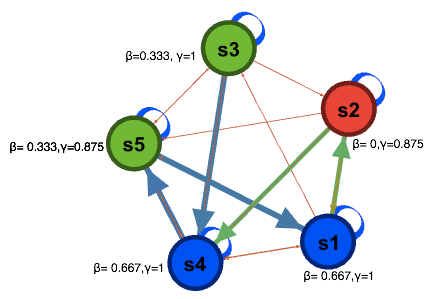 s3
β=0.333, γ=1
s2
β= 0,γ=0.875
s5
β= 0.333,γ=0.875
s1
β= 0.667,γ=1
s4
β= 0.667,γ=1